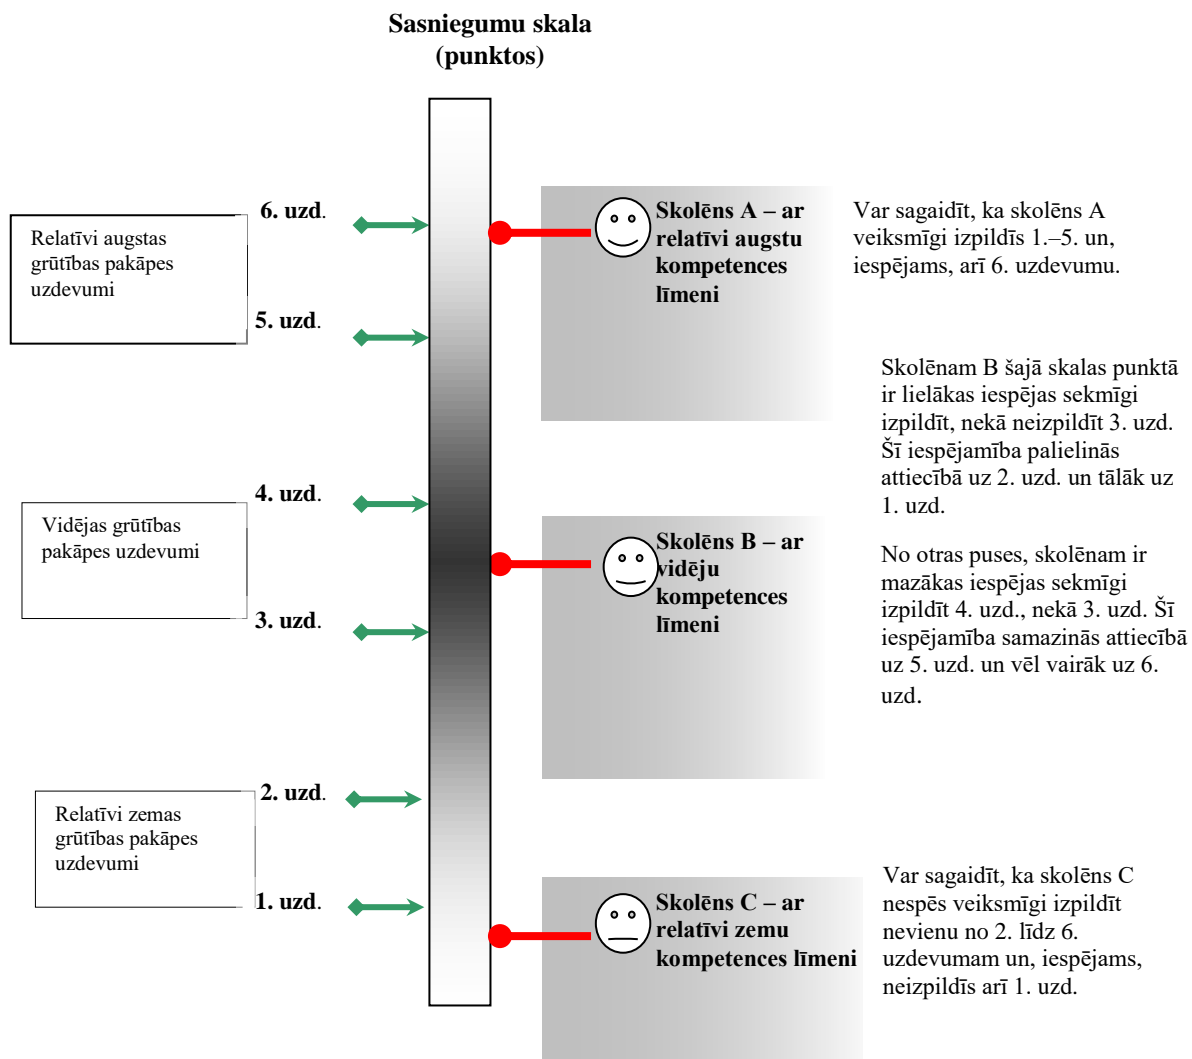 Sasniegumu skala
(punktos)
6. uzd.
Relatīvi augstas
grūtības pakāpes
uzdevumi
5. uzd.
Skolēns A – ar
relatīvi augstu
kompetences
līmeni
Var sagaidīt, ka skolēns A
veiksmīgi izpildīs 1.–5. un,
iespējams, arī 6. uzdevumu.
Skolēnam B šajā skalas punktā
ir lielākas iespējas sekmīgi
izpildīt, nekā neizpildīt 3. uzd.
Šī iespējamība palielinās
attiecībā uz 2. uzd. un tālāk uz
1. uzd.
4. uzd.
Vidējas grūtības
pakāpes uzdevumi
3. uzd.
Skolēns B – ar
vidēju
kompetences
līmeni
No otras puses, skolēnam ir
mazākas iespējas sekmīgi
izpildīt 4. uzd., nekā 3. uzd. Šī
iespējamība samazinās attiecībā
uz 5. uzd. un vēl vairāk uz 6.
uzd.
2. uzd.
Relatīvi zemas
grūtības pakāpes
uzdevumi
1. uzd.
Skolēns C – ar
relatīvi zemu
kompetences līmeni
Var sagaidīt, ka skolēns C
nespēs veiksmīgi izpildīt
nevienu no 2. līdz 6.
uzdevumam un, iespējams,
neizpildīs arī 1. uzd.